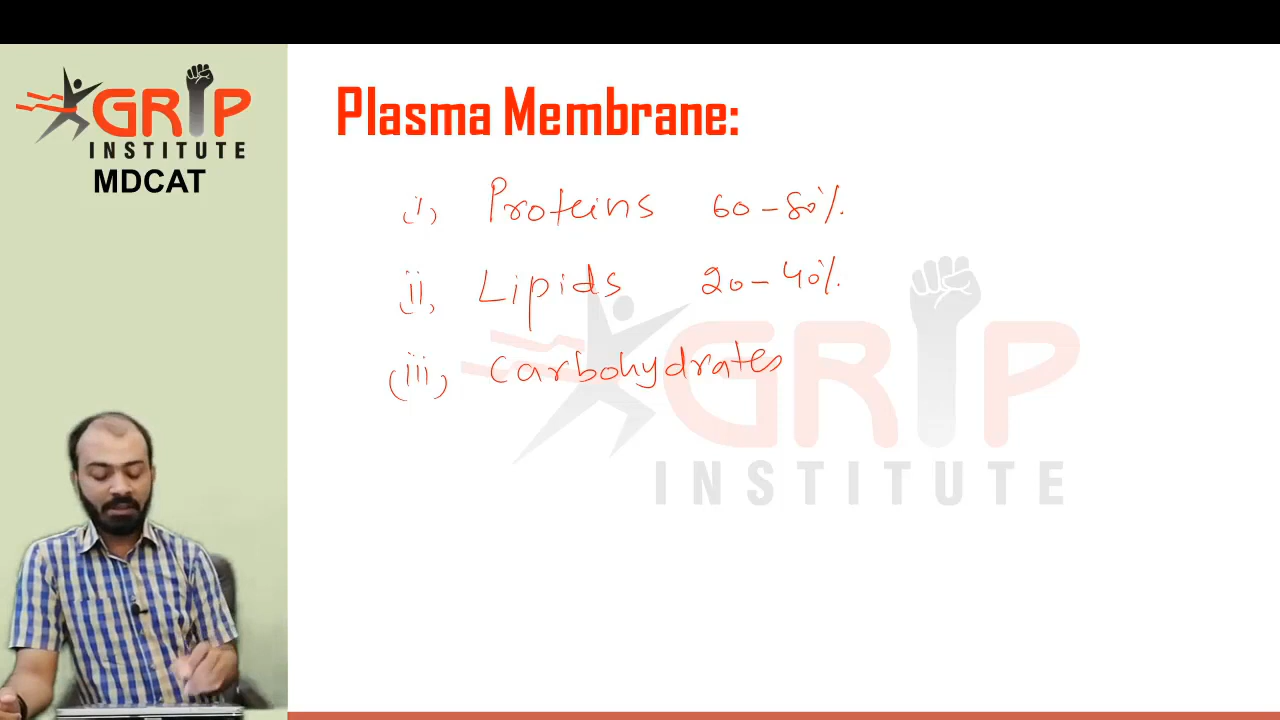 GRIP
INSTITUTE
MDCAT
Plasma Membrane:
(i) Proteins 60-80%
(ii) Lipids 20-40%
(iii) Carbohydrates
GRIP
INSTITUTE